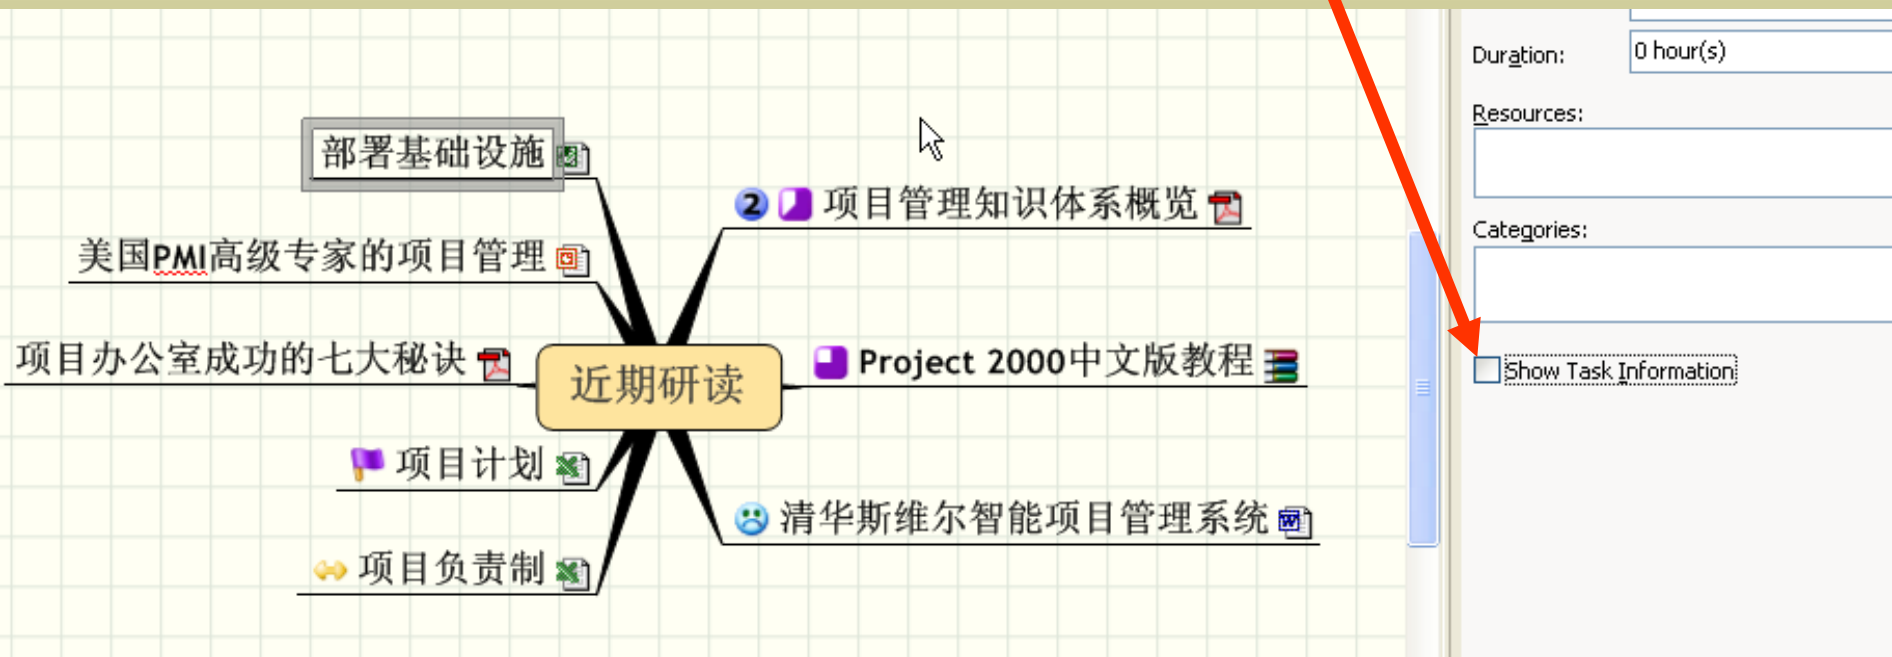 部署基础设施
美国PMI高级专家的项目管理
项目办公室成功的七大秘诀
项目计划
项目负责制
近期研读
2 项目管理知识体系概览
Project 2000中文版教程
清华斯维尔智能项目管理系统
Duration:
0 hour(s)
Resources:
Categories:
Show Task Information